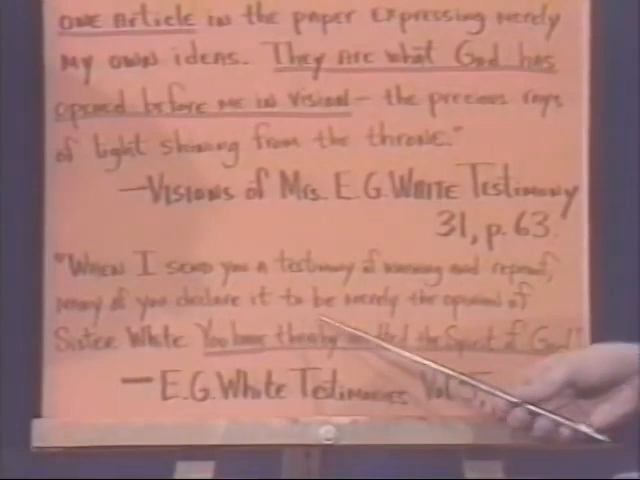 ONE ARTICLE in the paper expressing merely
my own ideas. They are what God has
opened before me in vision — the precious rays
of light shining from the throne."
— VISIONS of MRS. E.G. WHITE TESTIMONY
31, p. 63.
"When I send you a testimony of warning and reproof,
many of you declare it to be merely the opinion of
Sister White You have thereby insulted the Spirit of God"
— E.G. White Testimonies Vol 5,